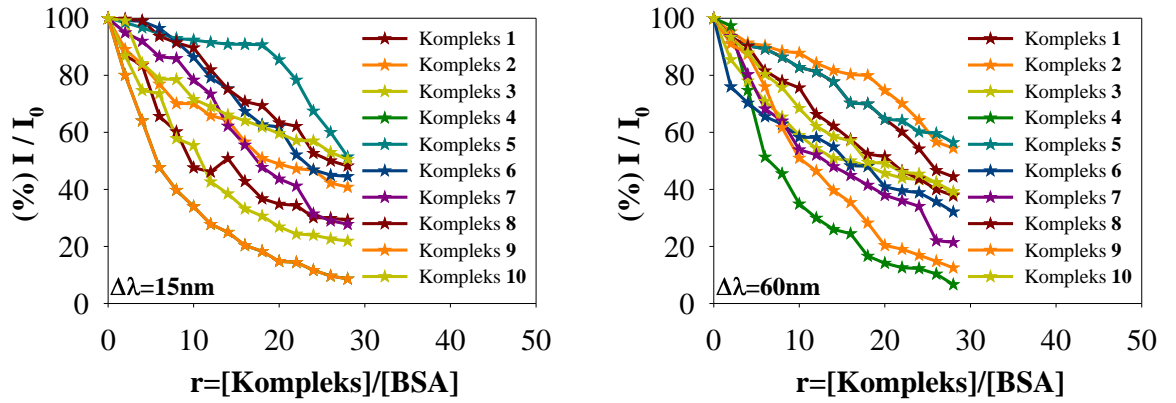 (%) I / I0
100
80
60
40
20
0
Kompleks 1
Kompleks 2
Kompleks 3
Kompleks 4
Kompleks 5
Kompleks 6
Kompleks 7
Kompleks 8
Kompleks 9
Kompleks 10
Δλ=15nm
0 10 20 30 40 50
r=[Kompleks]/[BSA]
(%) I / I0
100
80
60
40
20
0
Kompleks 1
Kompleks 2
Kompleks 3
Kompleks 4
Kompleks 5
Kompleks 6
Kompleks 7
Kompleks 8
Kompleks 9
Kompleks 10
Δλ=60nm
0 10 20 30 40 50
r=[Kompleks]/[BSA]